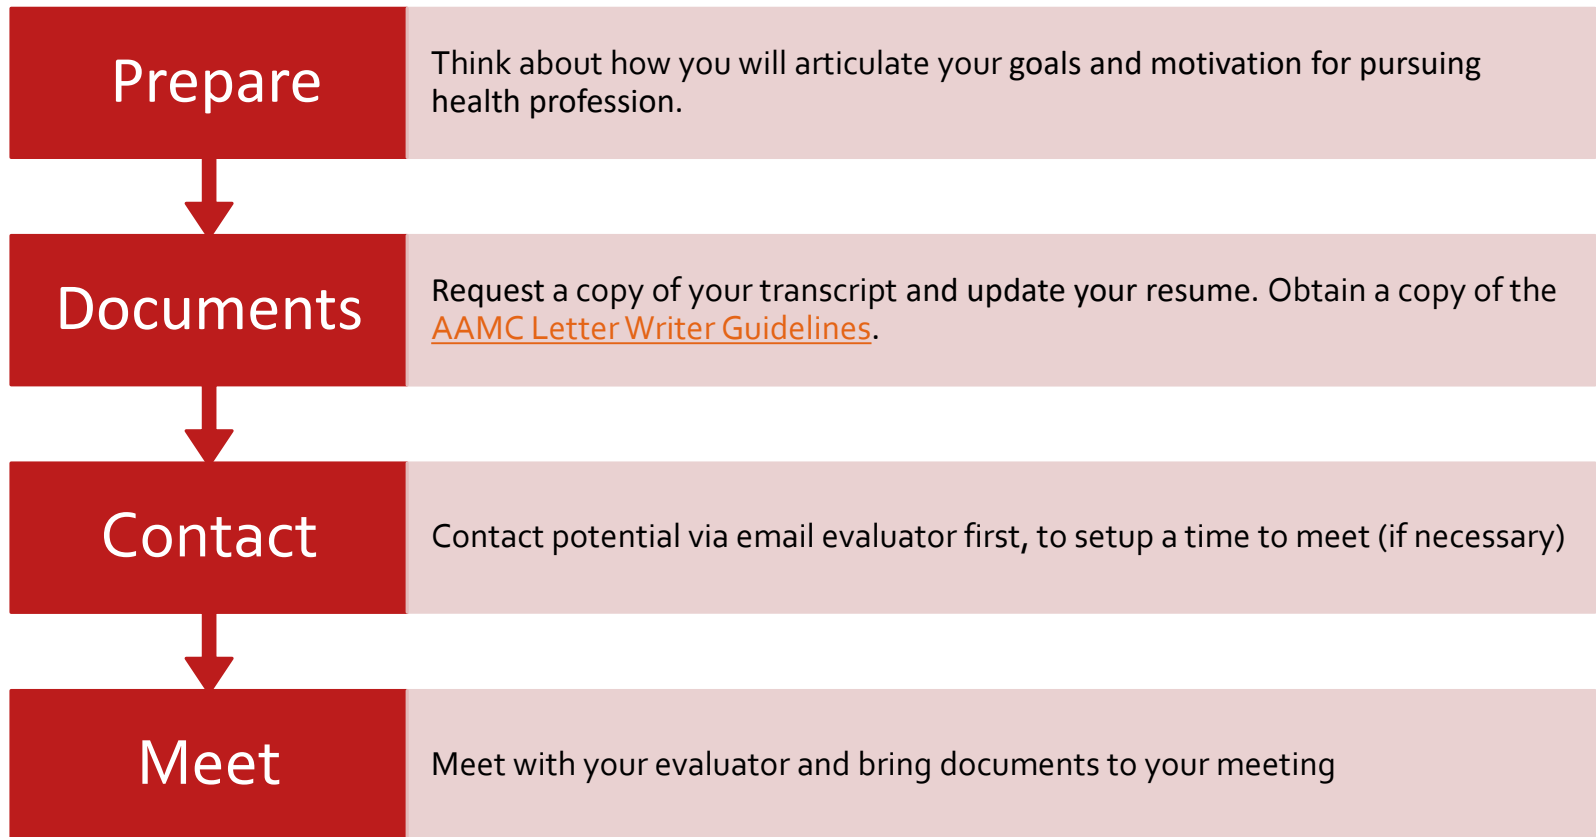 Prepare
Think about how you will articulate your goals and motivation for pursuing
health profession.
Documents
Request a copy of your transcript and update your resume. Obtain a copy of the
AAMC Letter Writer Guidelines.
Contact
Contact potential via email evaluator first, to setup a time to meet (if necessary)
Meet
Meet with your evaluator and bring documents to your meeting